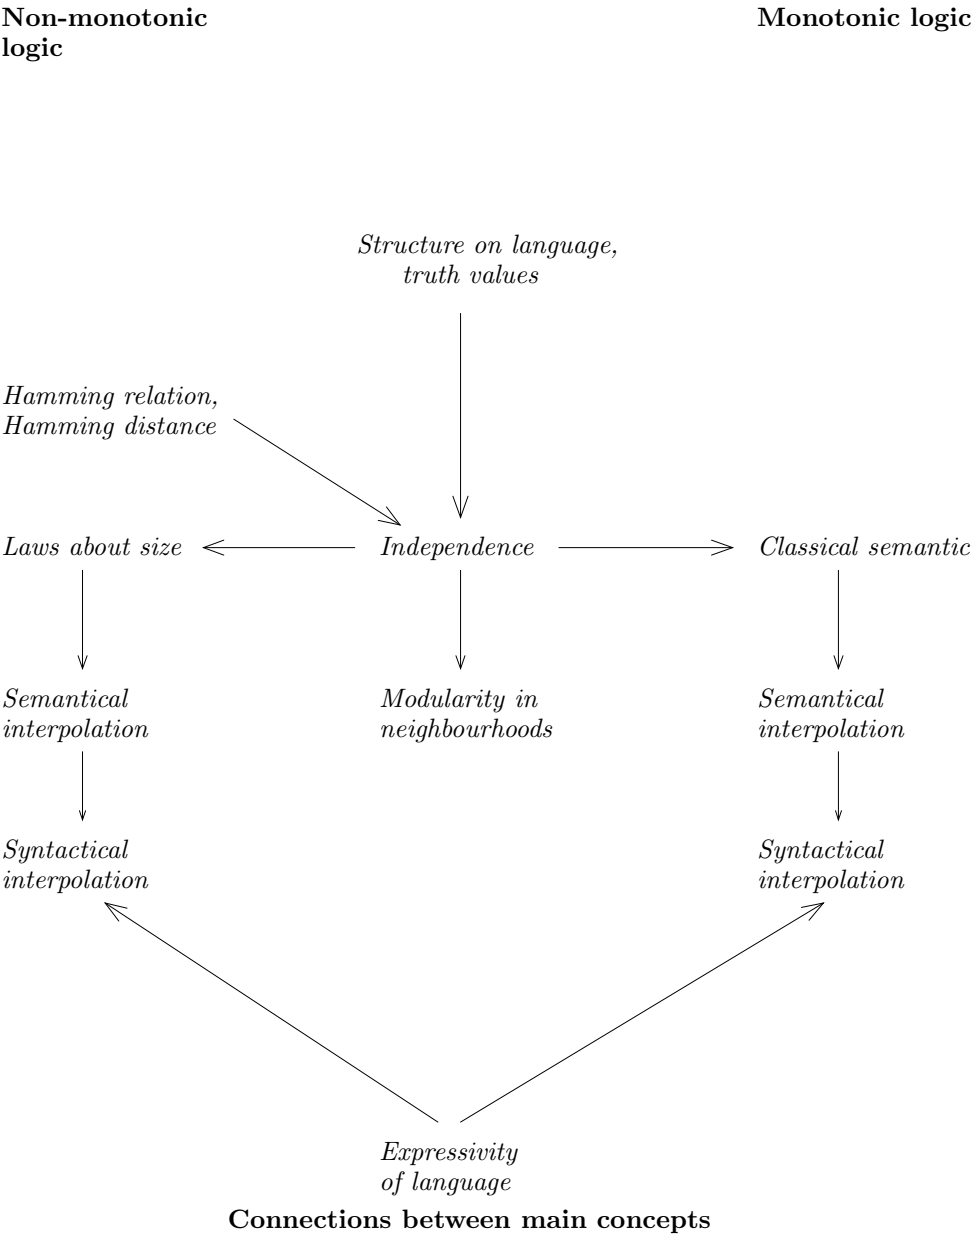 Non-monotonic
logic
Monotonic logic
Structure on language,
truth values
Hamming relation,
Hamming distance
Laws about size
Independence
Classical semantic
Semantical
interpolation
Modularity in
neighbourhoods
Semantical
interpolation
Syntactical
interpolation
Syntactical
interpolation
Expressivity
of language
Connections between main concepts